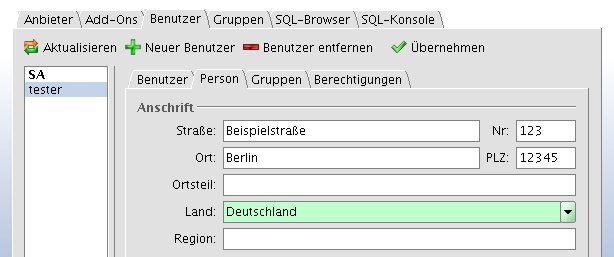 Anbieter Add-Ons Benutzer Gruppen SQL-Browser SQL-Konsole
Aktualisieren Neuer Benutzer Benutzer entfernen Übernehmen
SA
tester
Benutzer Person Gruppen Berechtigungen
Anschrift
Straße: Beispielstraße Nr: 123
Ort: Berlin PLZ: 12345
Ortsteil:
Land: Deutschland
Region: